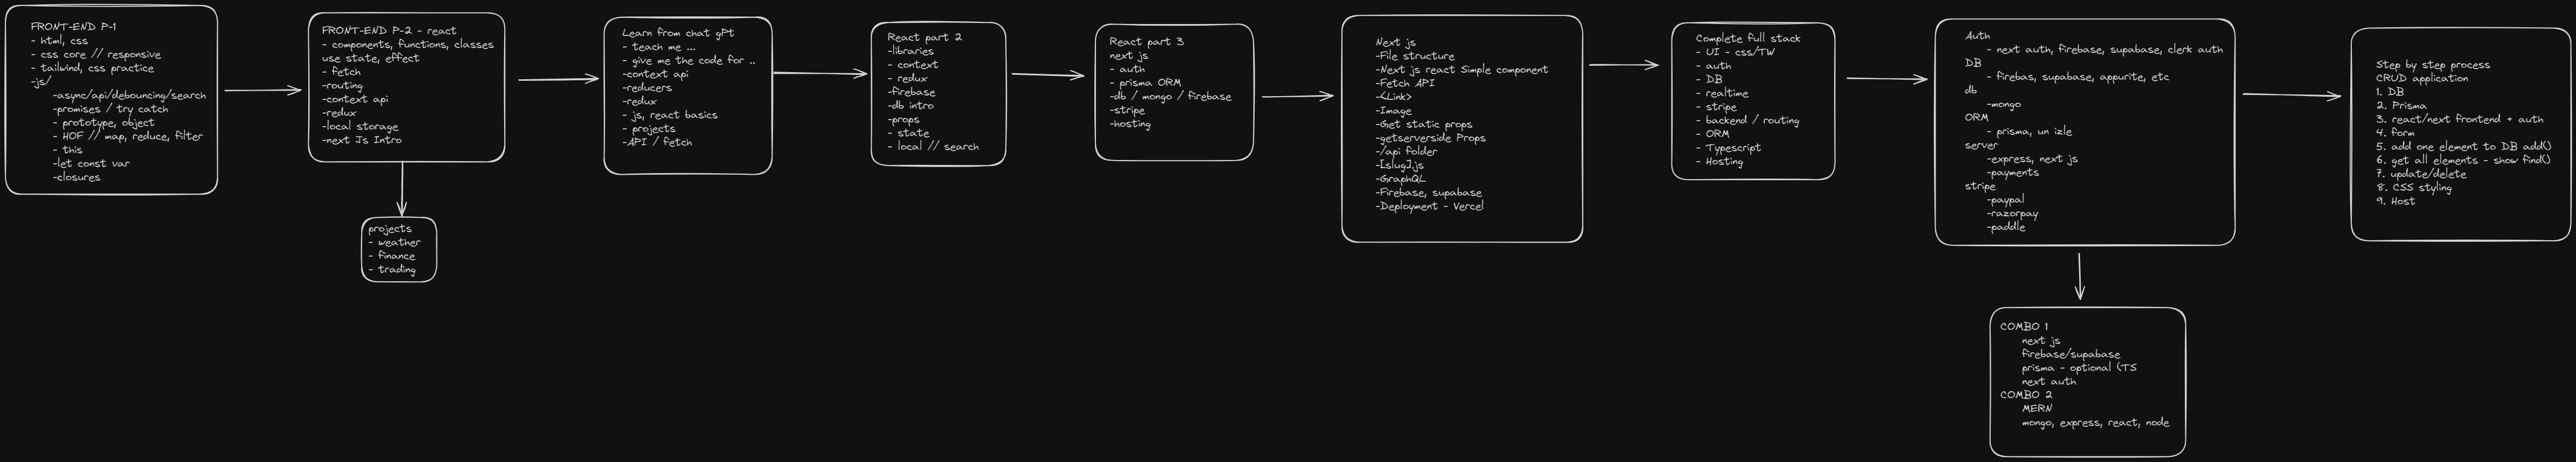 FRONT-END P-1
- html, css
- css core // responsive
- tailwind, css practice
-js/
-async/api/debouncing/search
-promises / try catch
- prototype, object
- HOF // map, reduce, filter
- this
-let const var
-closures
FRONT-END P-2 - react
- components, functions, classes
use state, effect
- fetch
-routing
-context api
-redux
-local storage
-next Js Intro
projects
- weather
- finance
- trading
Learn from chat gPt
- teach me ...
- give me the code for ..
-context api
-reducers
-redux
- js, react basics
- projects
-API / fetch
React part 2
-libraries
- context
- redux
-firebase
-db intro
-props
- state
- local // search
React part 3
next js
- auth
- prisma ORM
-db / mongo / firebase
-stripe
-hosting
Next js
-File structure
-Next js react Simple component
-Fetch API
-<Link>
-Image
-Get static props
-getserverside Props
-/api folder
-[slug].js
-GraphQL
-Firebase, supabase
-Deployment - Vercel
Complete full stack
- UI - css/TW
- auth
- DB
- realtime
- stripe
- backend / routing
- ORM
- Typescript
- Hosting
Auth
- next auth, firebase, supabase, clerk auth
DB
- firebas, supabase, appurite, etc
db
-mongo
ORM
- prisma, un izle
server
-express, next js
-payments
stripe
-paypal
-razorpay
-paddle
COMBO 1
next js
firebase/supabase
prisma - optional (TS
next auth
COMBO 2
MERN
mongo, express, react, node
Step by step process
CRUD application
1. DB
2. Prisma
3. react/next frontend + auth
4. form
5. add one element to DB add()
6. get all elements - show find()
7. update/delete
8. CSS styling
9. Host